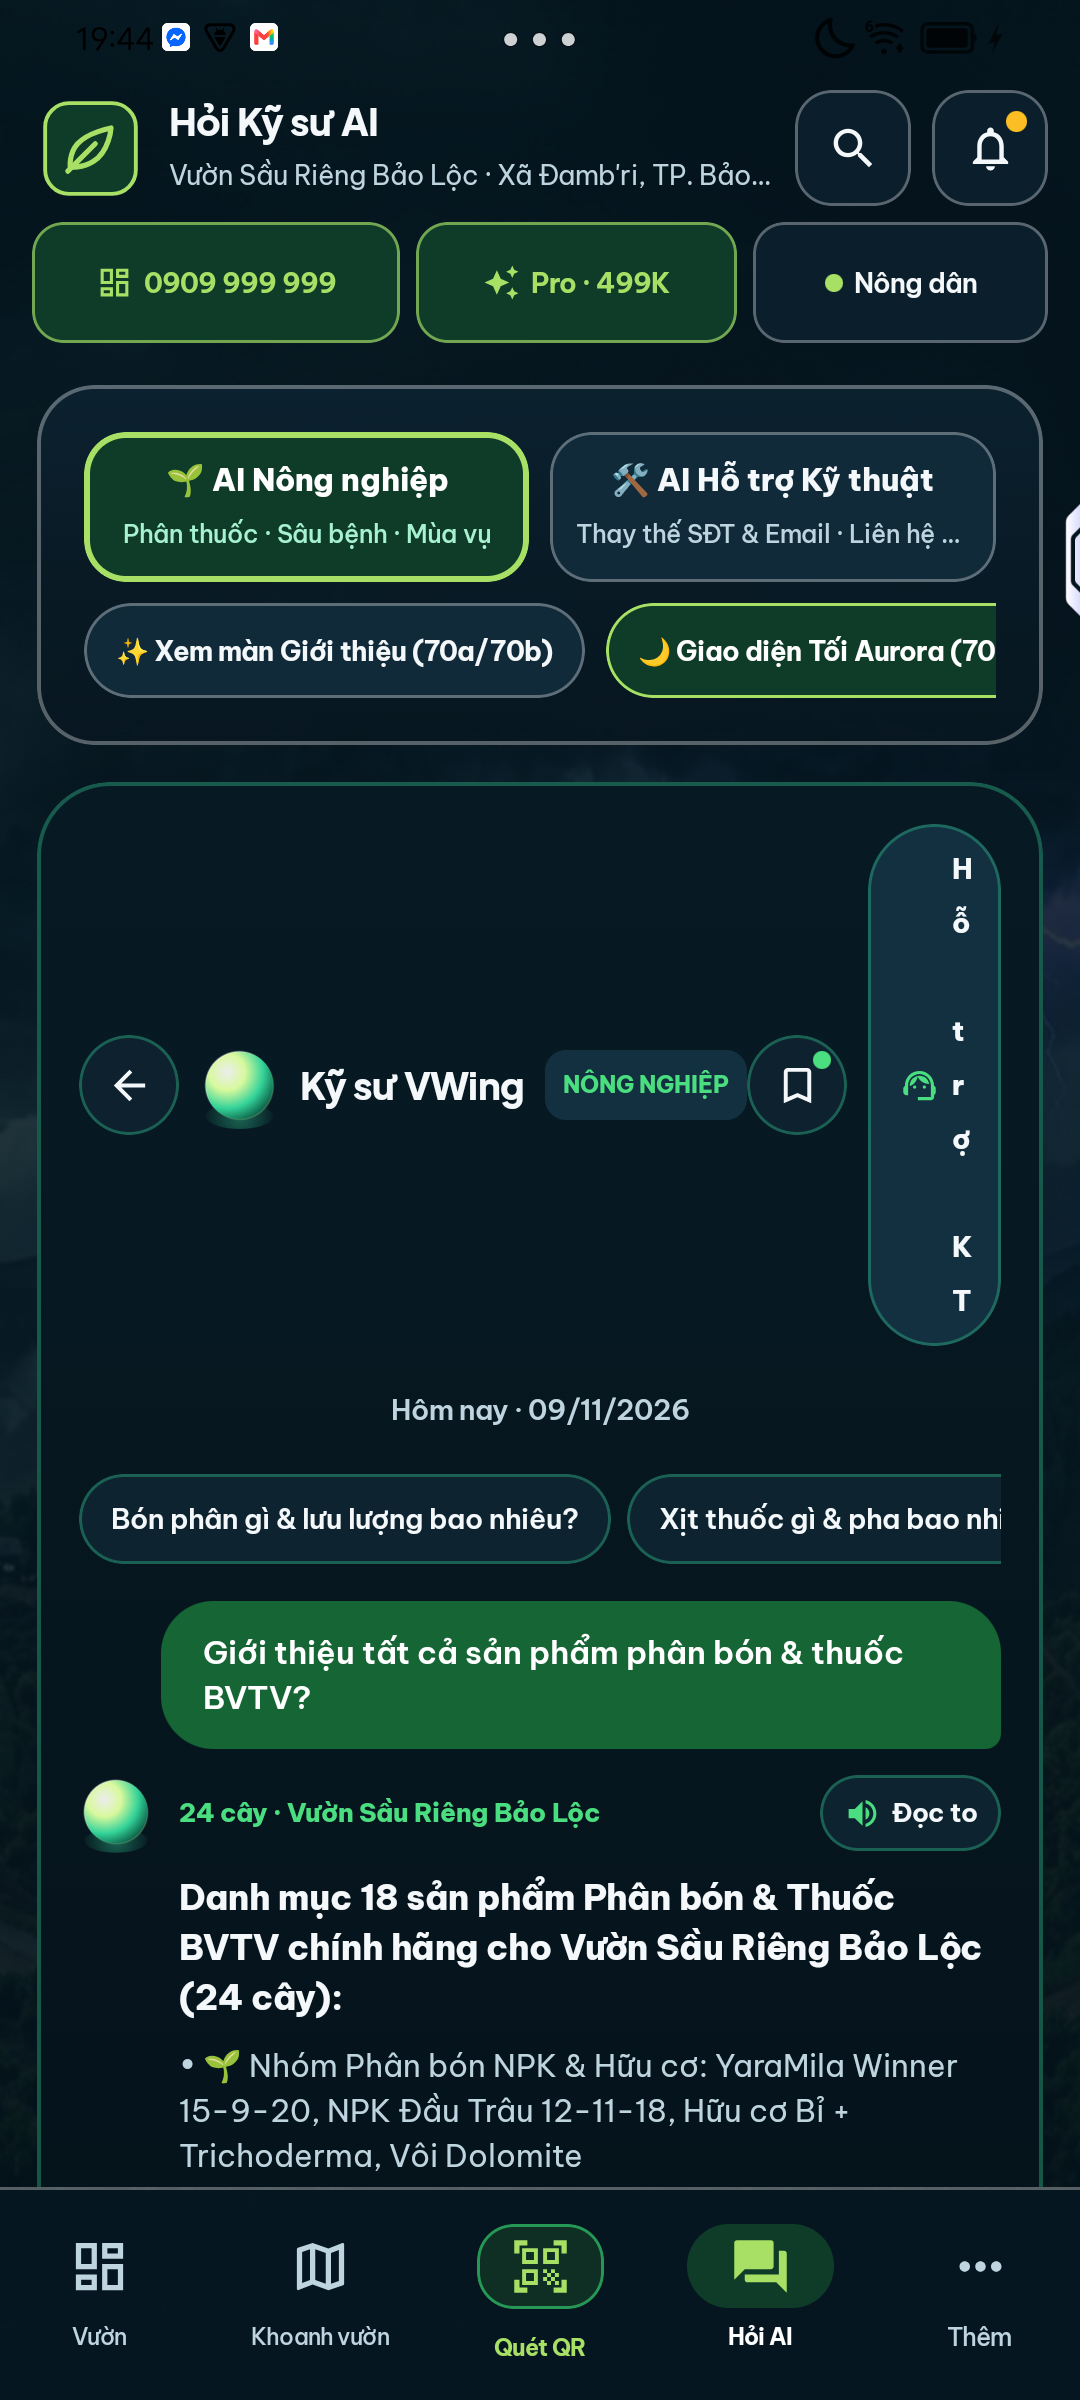 19:44
Hỏi Kỹ sư AI
Vườn Sầu Riêng Bảo Lộc · Xã Đamb'ri, TP. Bảo...
0909 999 999
Pro · 499K
Nông dân
🌱 AI Nông nghiệp
Phân thuốc · Sâu bệnh · Mùa vụ
🛠️ AI Hỗ trợ Kỹ thuật
Thay thế SĐT & Email · Liên hệ ...
✨ Xem màn Giới thiệu (70a/70b)
🌙 Giao diện Tối Aurora (70
Kỹ sư VWing
NÔNG NGHIỆP
H
ỗ
t
r
ợ
K
T
Hôm nay · 09/11/2026
Bón phân gì & lưu lượng bao nhiêu?
Xịt thuốc gì & pha bao nhi
Giới thiệu tất cả sản phẩm phân bón & thuốc
BVTV?
24 cây · Vườn Sầu Riêng Bảo Lộc
Đọc to
Danh mục 18 sản phẩm Phân bón & Thuốc
BVTV chính hãng cho Vườn Sầu Riêng Bảo Lộc
(24 cây):
• 🌱 Nhóm Phân bón NPK & Hữu cơ: YaraMila Winner
15-9-20, NPK Đầu Trâu 12-11-18, Hữu cơ Bỉ +
Trichoderma, Vôi Dolomite
Vườn
Khoanh vườn
Quét QR
Hỏi AI
Thêm